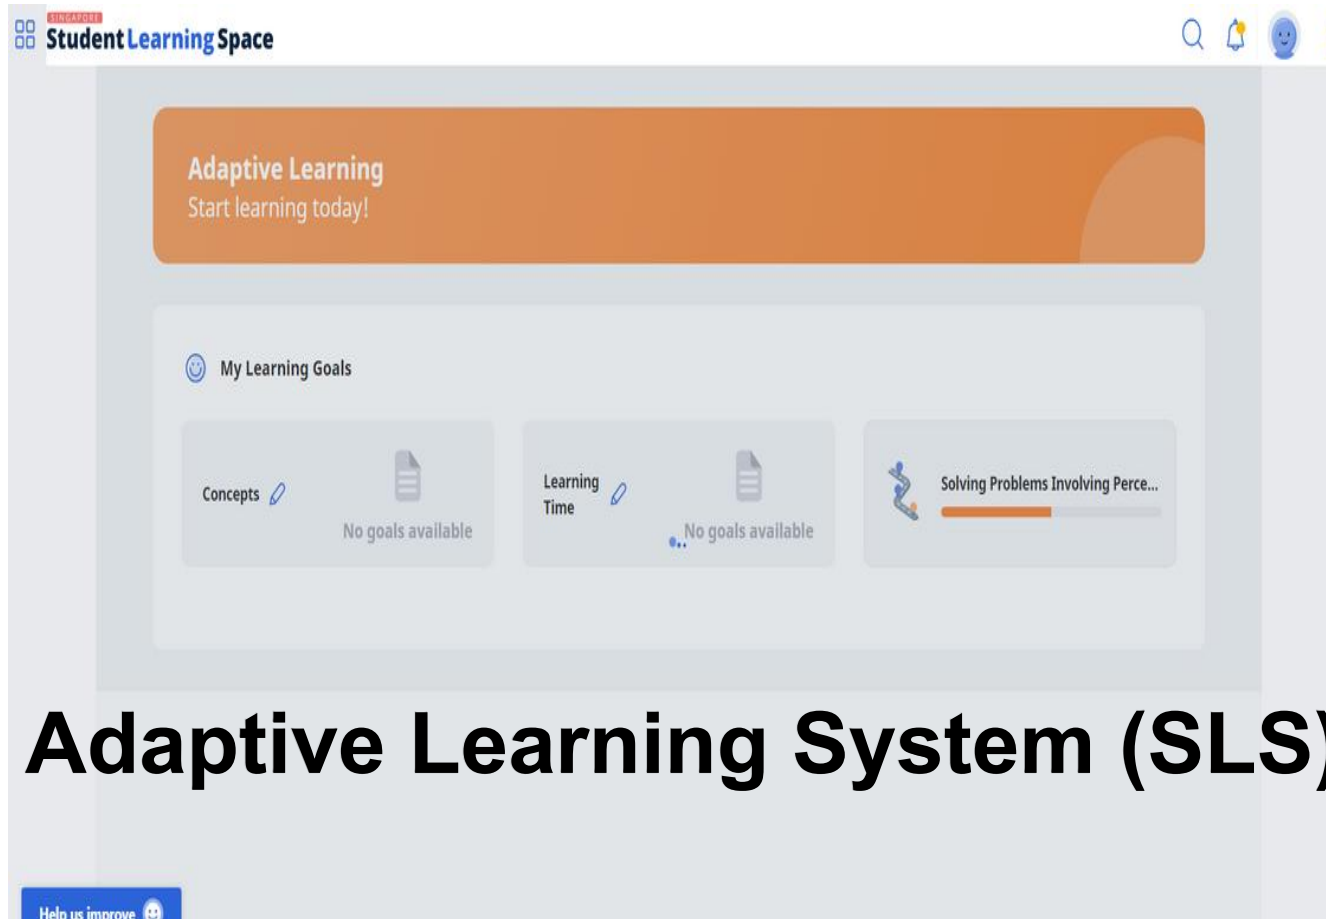 SINGAPORE
Student Learning Space
Adaptive Learning
Start learning today!
My Learning Goals
Concepts
No goals available
Learning
Time
No goals available
Solving Problems Involving Perce...
Adaptive Learning System (SLS)
Help us improve